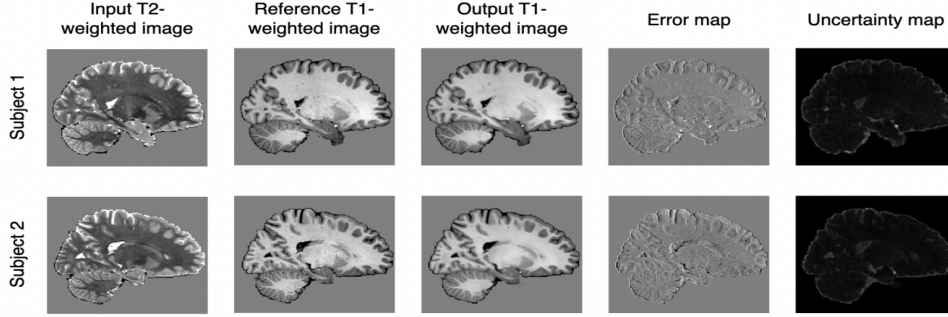 Input T2-
weighted image
Reference T1-
weighted image
Output T1-
weighted image
Error map
Uncertainty map
Subject 1
Subject 2